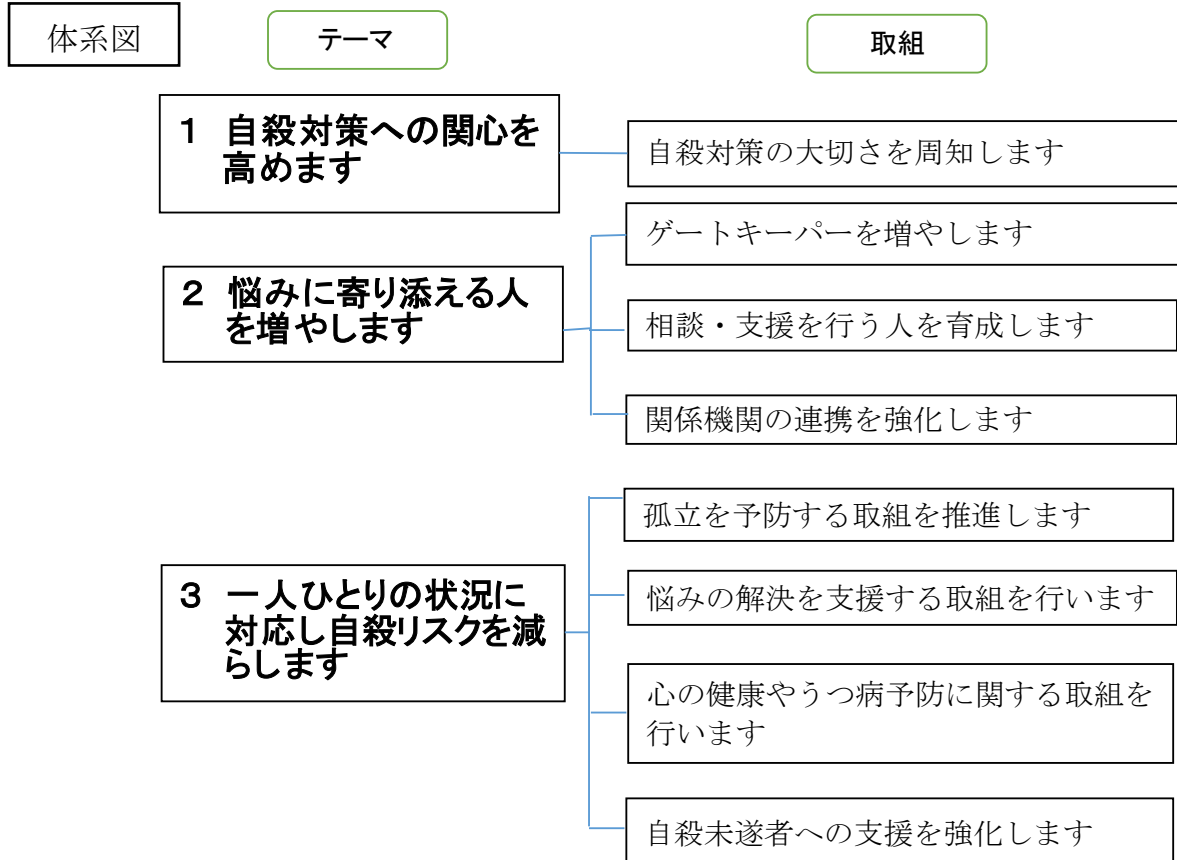 体系図
テーマ
取組
１ 自殺対策への関心を
高めます
自殺対策の大切さを周知します
２ 悩みに寄り添える人
を増やします
ゲートキーパーを増やします
相談・支援を行う人を育成します
関係機関の連携を強化します
３ 一人ひとりの状況に
対応し自殺リスクを減
らします
孤立を予防する取組を推進します
悩みの解決を支援する取組を行います
心の健康やうつ病予防に関する取組を
行います
自殺未遂者への支援を強化します